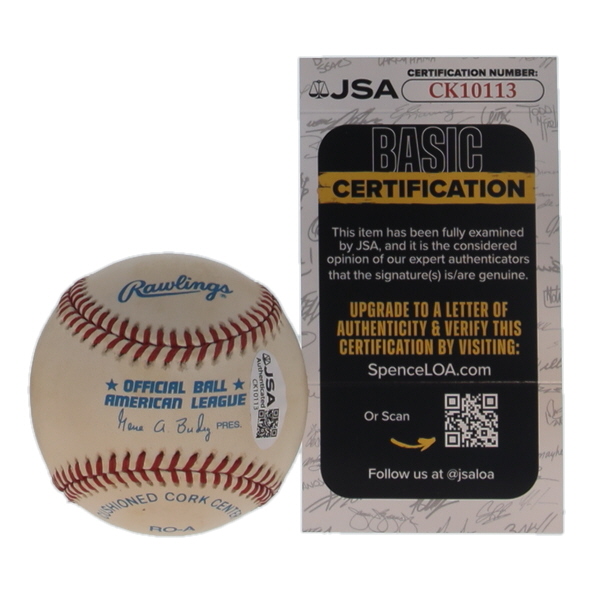 Rawlings
OFFICIAL BALL
AMERICAN LEAGUE
Gene A. Budig PRES.
CUSHIONED CORK CENTER
RO-A
JSA
Authenticated
CK10113
JSA
CERTIFICATION NUMBER:
CK10113
BASIC
CERTIFICATION
This item has been fully examined
by JSA, and it is the considered
opinion of our expert authenticators
that the signature(s) is/are genuine.
UPGRADE TO A LETTER OF
AUTHENTICITY & VERIFY THIS
CERTIFICATION BY VISITING:
SpenceLOA.com
Or Scan
Follow us at @jsaloa